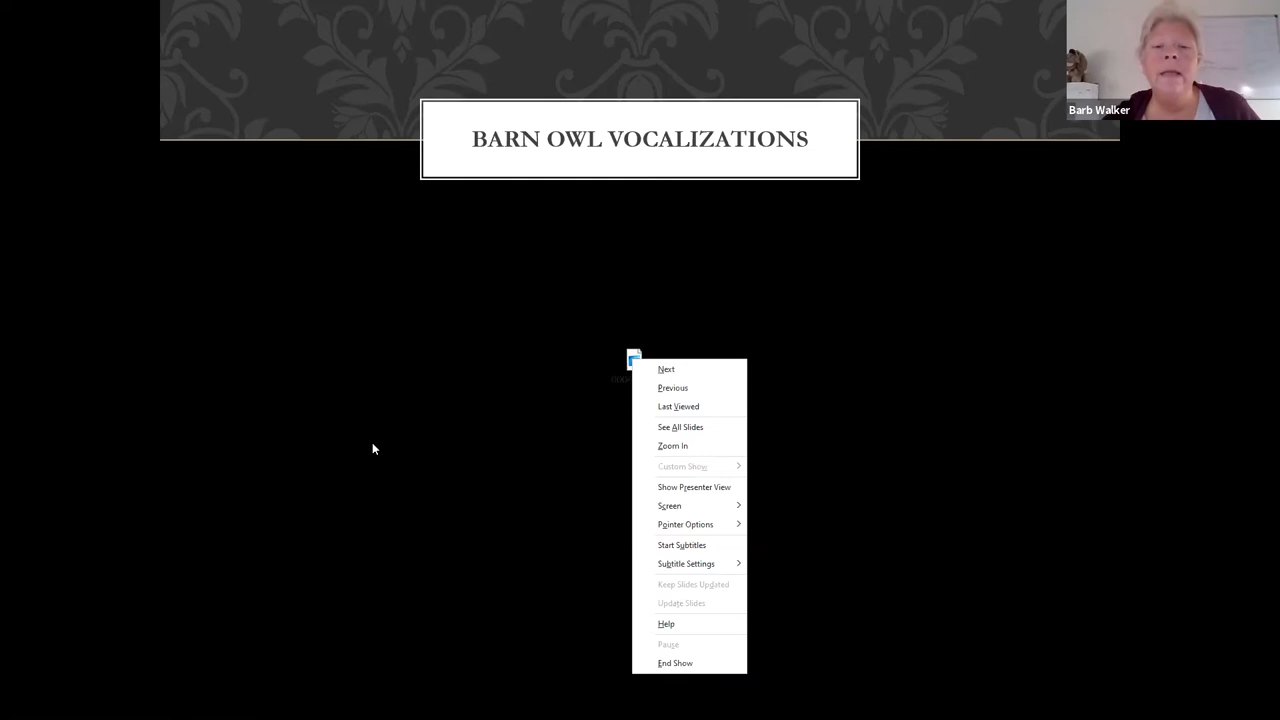 Barb Walker
BARN OWL VOCALIZATIONS
Next
Previous
Last Viewed
See All Slides
Zoom In
Custom Show
Show Presenter View
Screen
Pointer Options
Start Subtitles
Subtitle Settings
Keep Slides Updated
Update Slides
Help
Pause
End Show